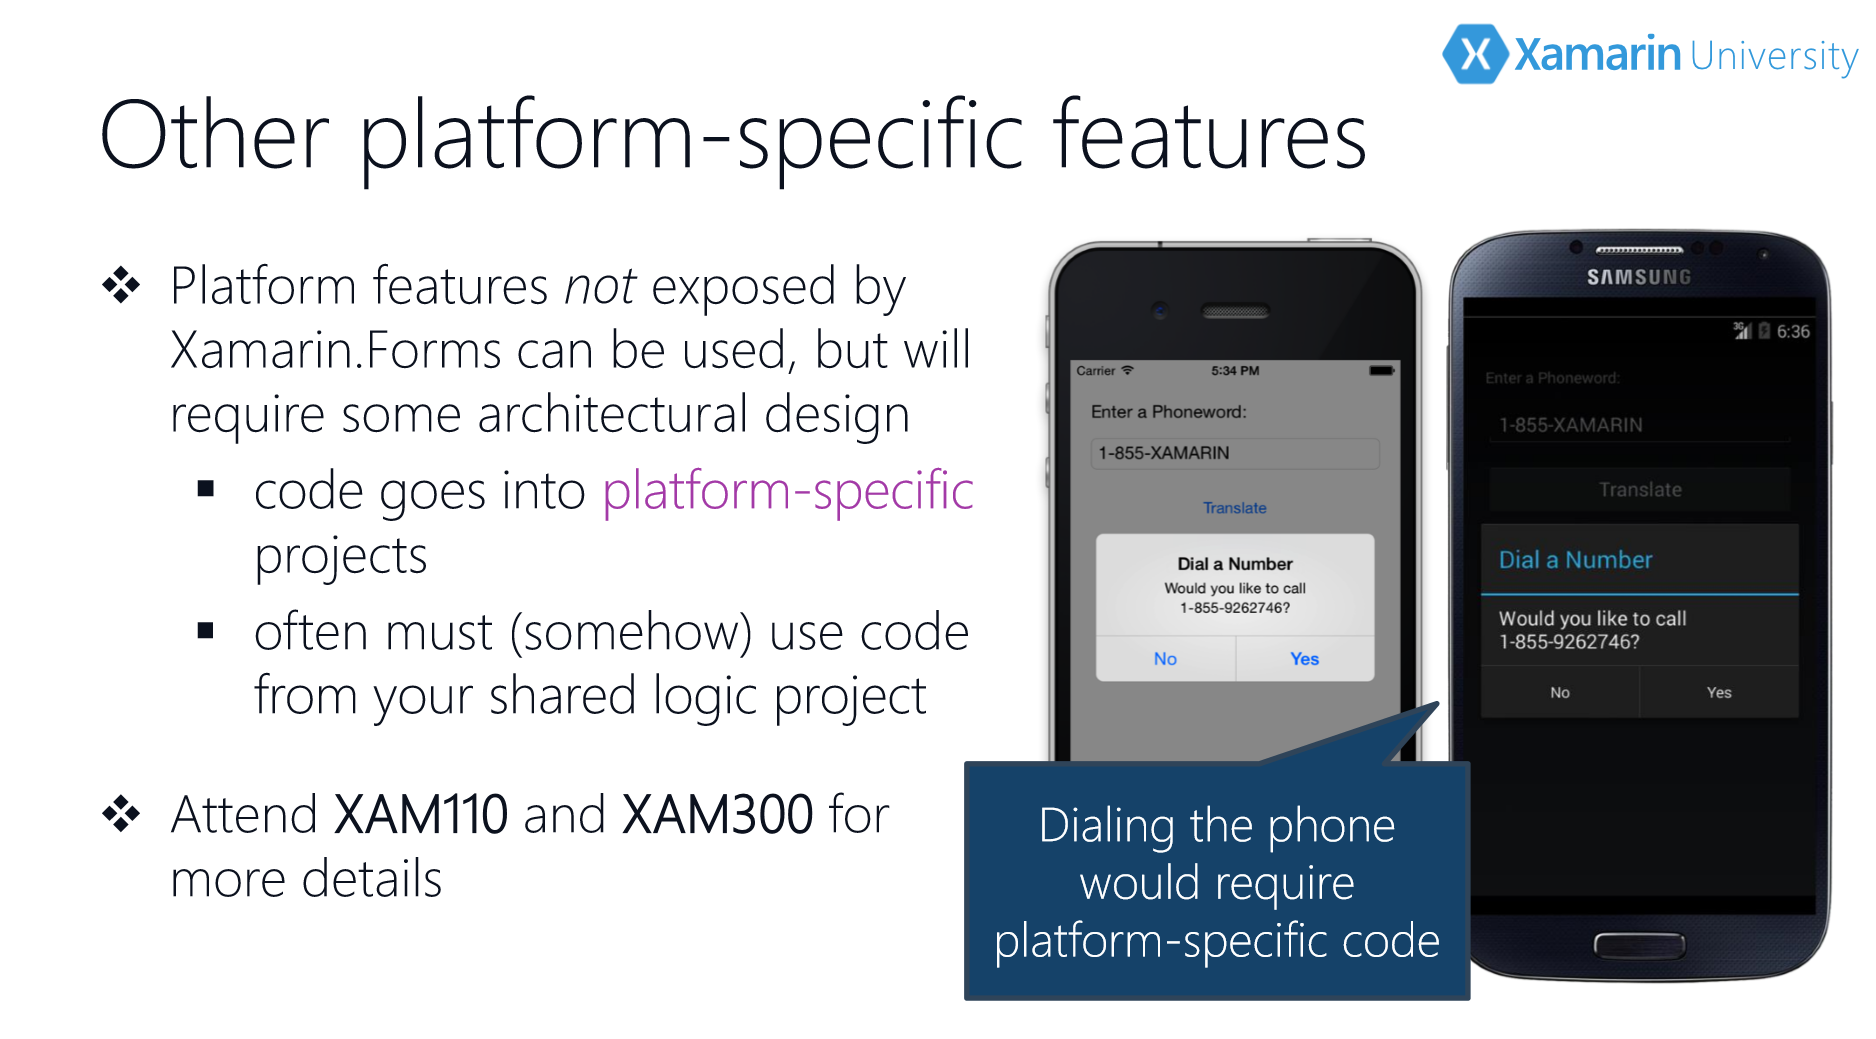 Xamarin University
Other platform-specific features
❖ Platform features not exposed by
Xamarin.Forms can be used, but will
require some architectural design
▪ code goes into platform-specific
projects
▪ often must (somehow) use code
from your shared logic project
❖ Attend XAM110 and XAM300 for
more details
Carrier 5:34 PM
Enter a Phoneword:
1-855-XAMARIN
Translate
Dial a Number
Would you like to call
1-855-9262746?
No Yes
SAMSUNG
3G 6:36
Enter a Phoneword:
1-855-XAMARIN
Translate
Dial a Number
Would you like to call
1-855-9262746?
No Yes
Dialing the phone
would require
platform-specific code